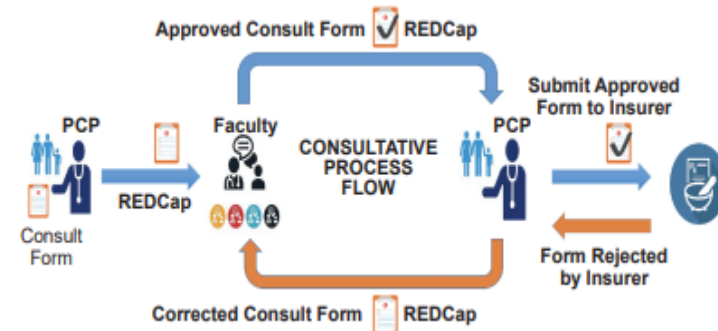 Approved Consult Form REDCap
Submit Approved
Form to Insurer
PCP
Faculty
CONSULTATIVE
PROCESS
FLOW
PCP
REDCap
Consult
Form
Form Rejected
by Insurer
Corrected Consult Form REDCap